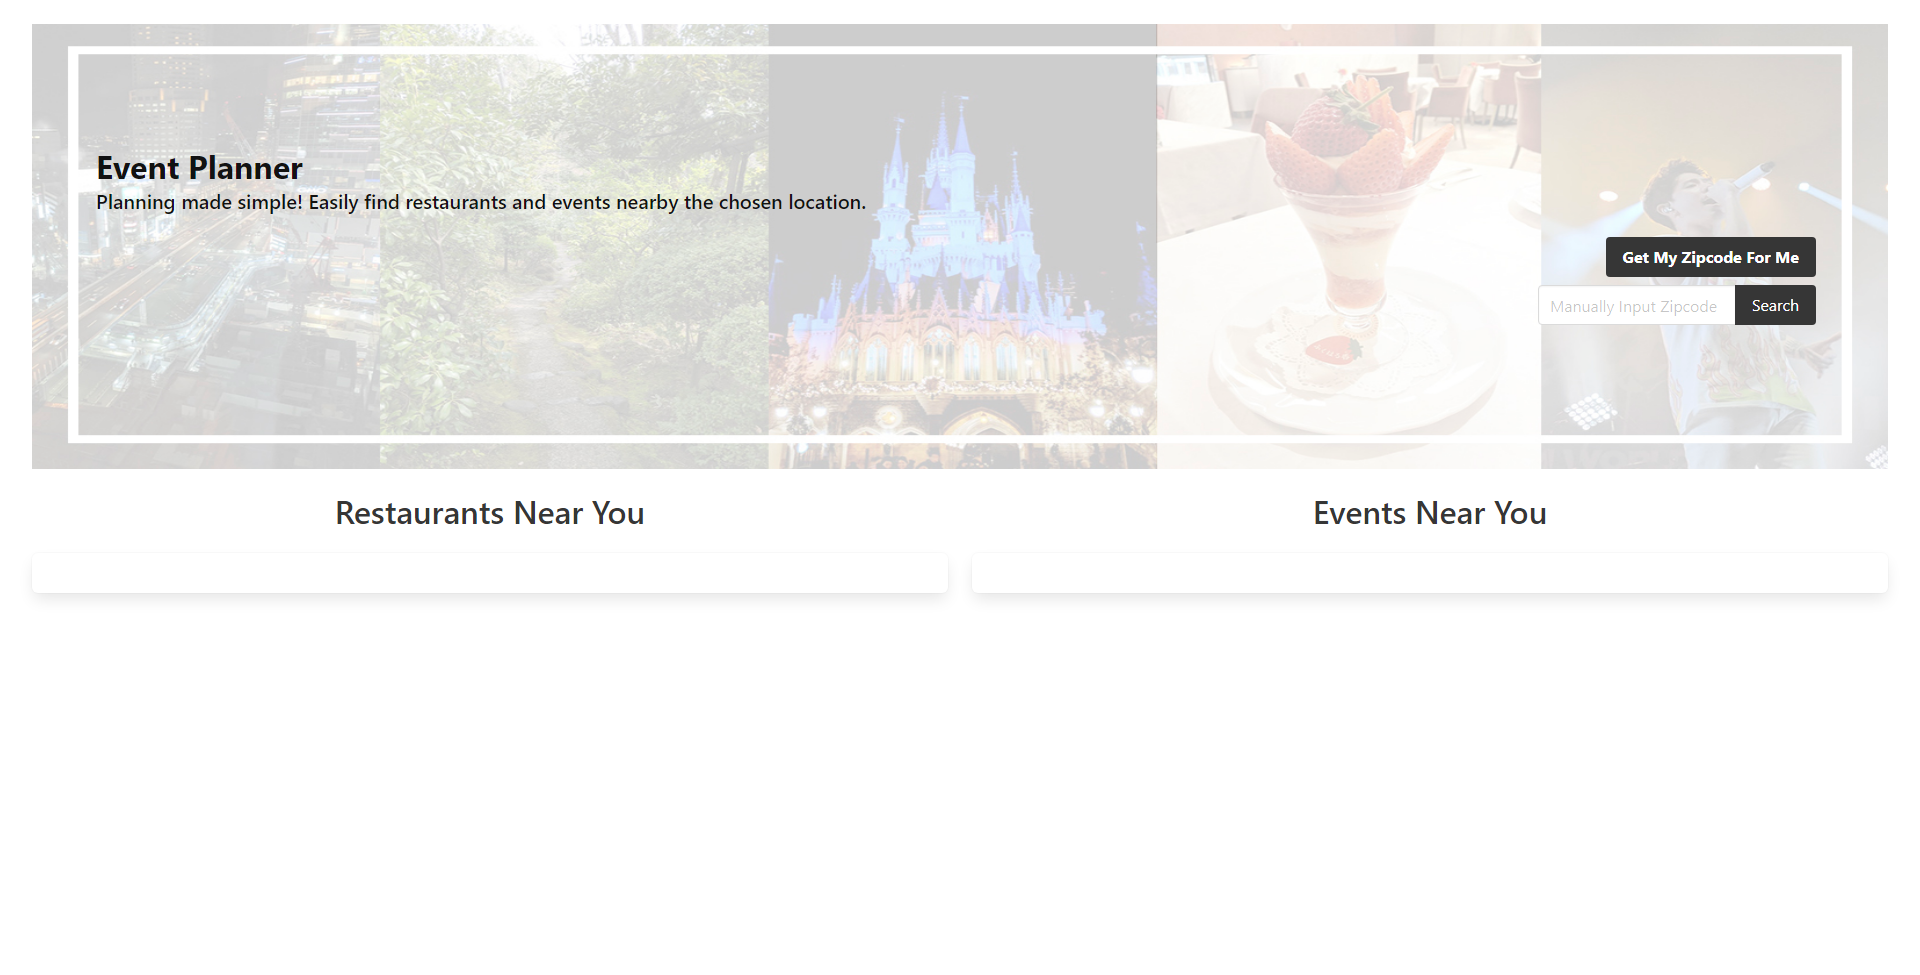 Event Planner
Planning made simple! Easily find restaurants and events nearby the chosen location.
Get My Zipcode For Me
Manually Input Zipcode
Search
Restaurants Near You
Events Near You